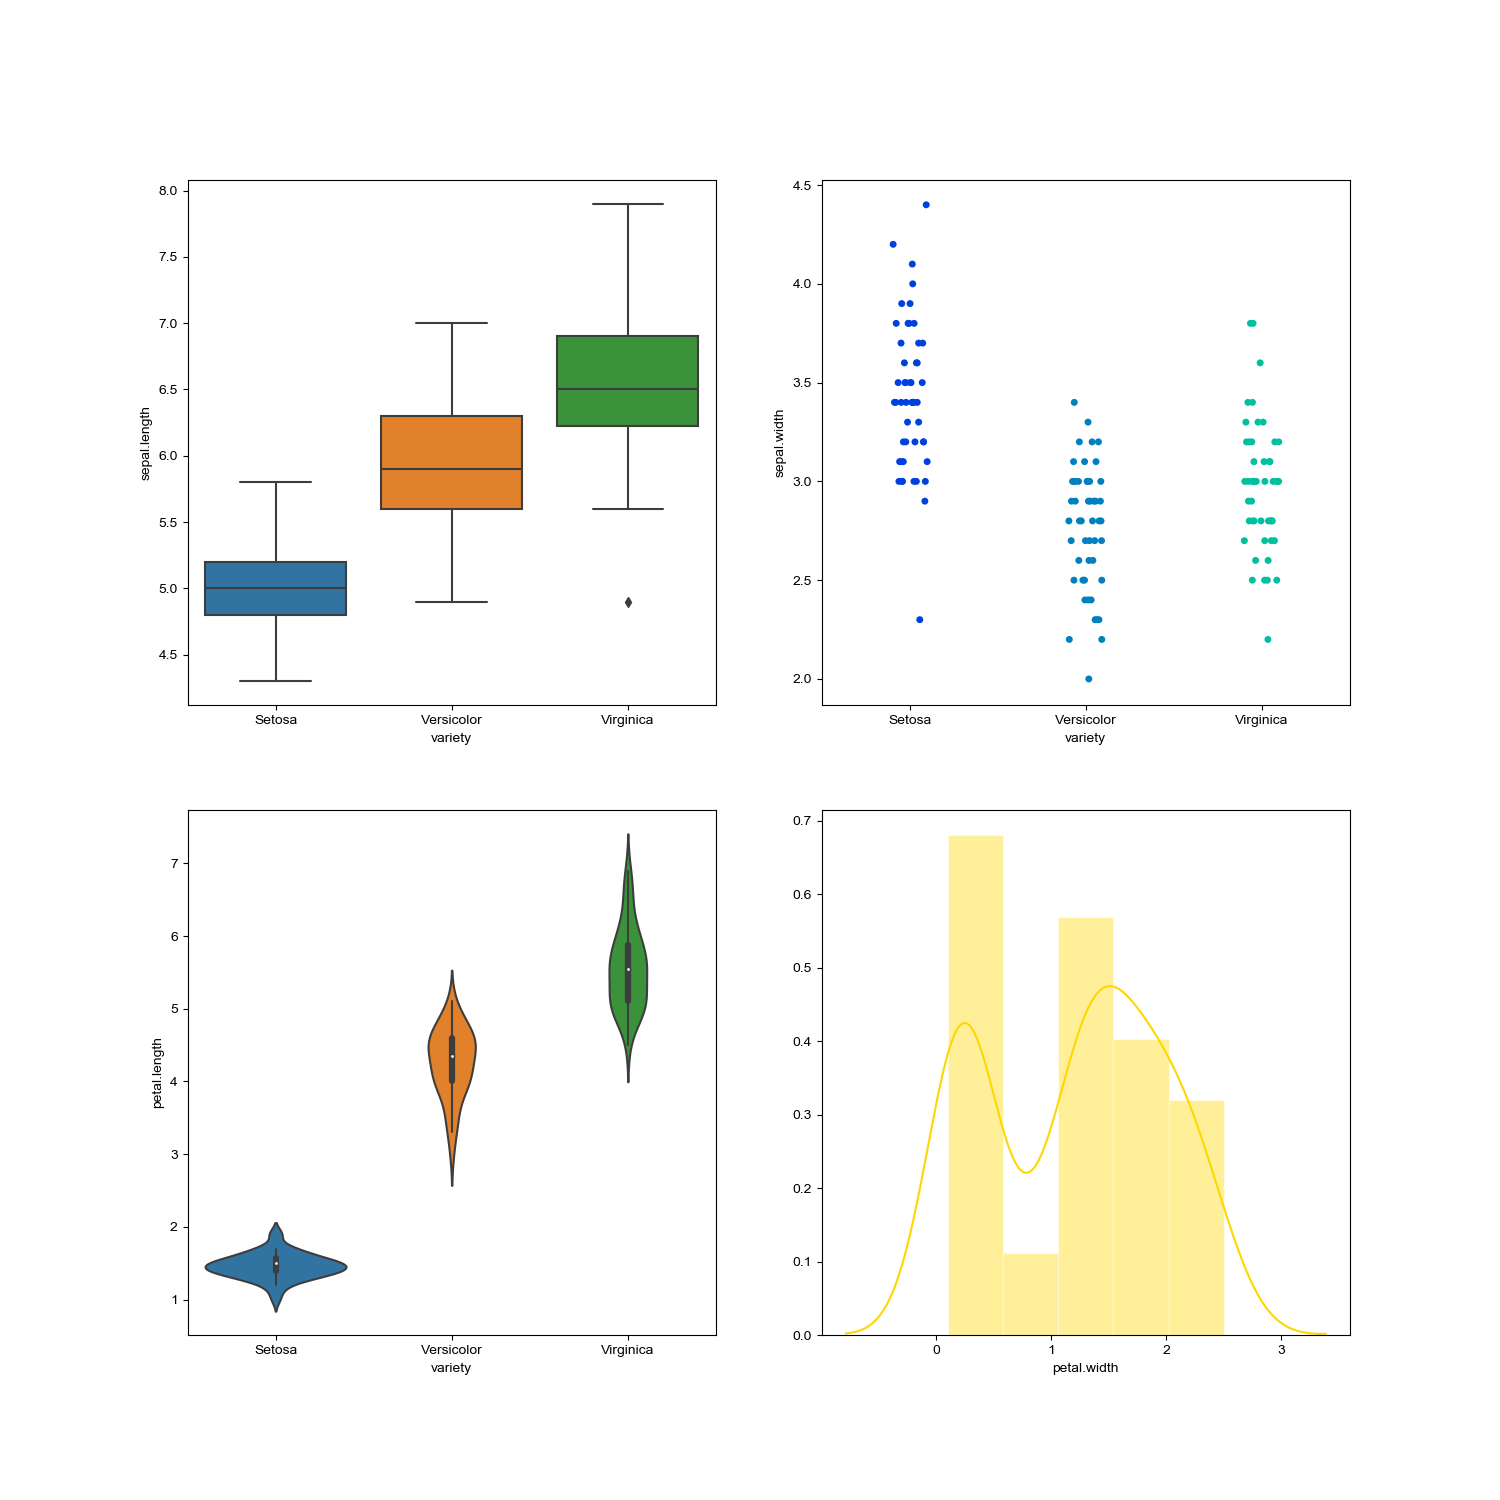 8.0
7.5
7.0
6.5
6.0
5.5
5.0
4.5
sepal.length
Setosa Versicolor Virginica
variety
4.5
4.0
3.5
3.0
2.5
2.0
sepal.width
Setosa Versicolor Virginica
variety
7
6
5
4
3
2
1
petal.length
Setosa Versicolor Virginica
variety
0.7
0.6
0.5
0.4
0.3
0.2
0.1
0.0
0 1 2 3
petal.width